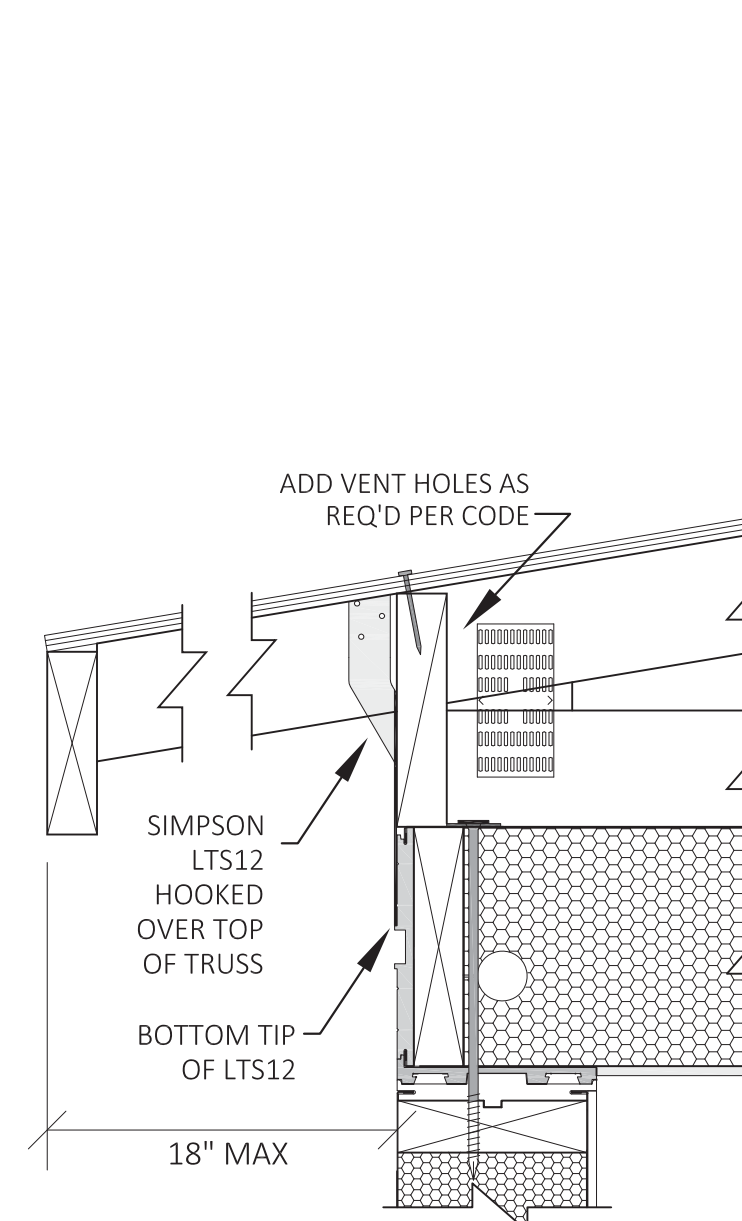 ADD VENT HOLES AS
REQ'D PER CODE
SIMPSON
LTS12
HOOKED
OVER TOP
OF TRUSS
BOTTOM TIP
OF LTS12
18" MAX